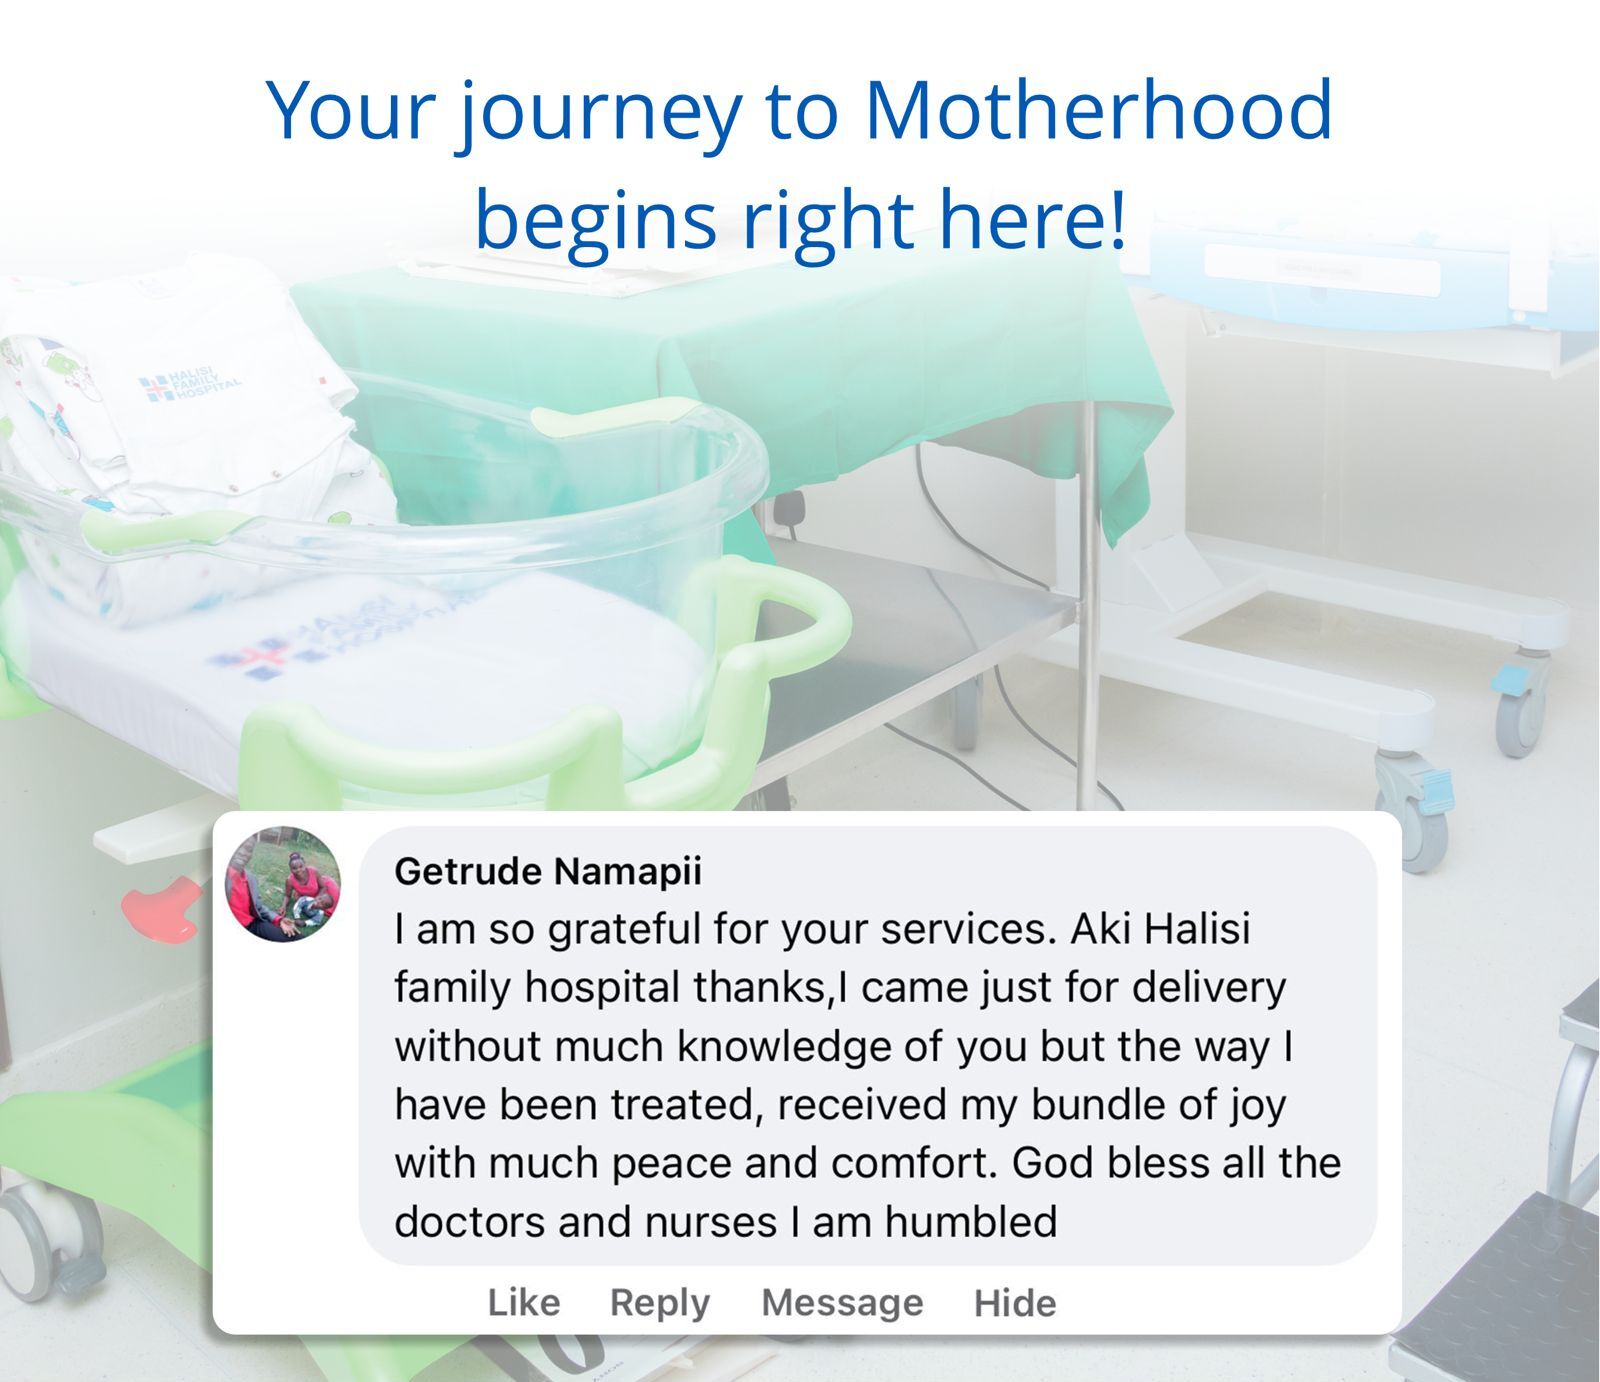 Your journey to Motherhood
begins right here!
HALISI
FAMILY
HOSPITAL
HALISI
FAMILY
HOSPITAL
Getrude Namapii
I am so grateful for your services. Aki Halisi
family hospital thanks,I came just for delivery
without much knowledge of you but the way I
have been treated, received my bundle of joy
with much peace and comfort. God bless all the
doctors and nurses I am humbled
Like Reply Message Hide